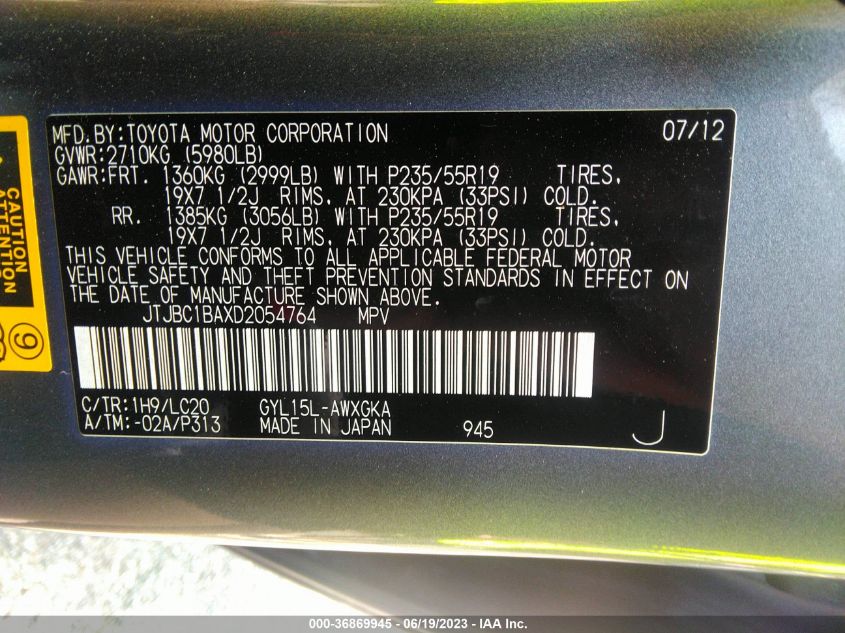 MFD.BY:TOYOTA MOTOR CORPORATION 07/12
GVWR:2710KG (5980LB)
GAWR:FRT. 1360KG (2999LB) WITH P235/55R19 TIRES,
19X7 1/2J RIMS, AT 230KPA (33PSI) COLD.
RR. 1385KG (3056LB) WITH P235/55R19 TIRES,
19X7 1/2J RIMS, AT 230KPA (33PSI) COLD.
THIS VEHICLE CONFORMS TO ALL APPLICABLE FEDERAL MOTOR
VEHICLE SAFETY AND THEFT PREVENTION STANDARDS IN EFFECT ON
THE DATE OF MANUFACTURE SHOWN ABOVE.
JTJBC1BAXD2054764 MPV
C/TR:1H9/LC20 GYL15L-AWXGKA
A/TM:-02A/P313 MADE IN JAPAN 945 J
CAUTION
ATTENTION
9
000-36869945 - 06/19/2023 - IAA Inc.